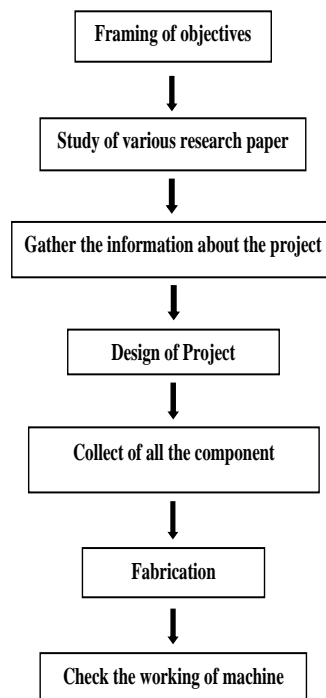 Framing of objectives
Study of various research paper
Gather the information about the project
Design of Project
Collect of all the component
Fabrication
Check the working of machine